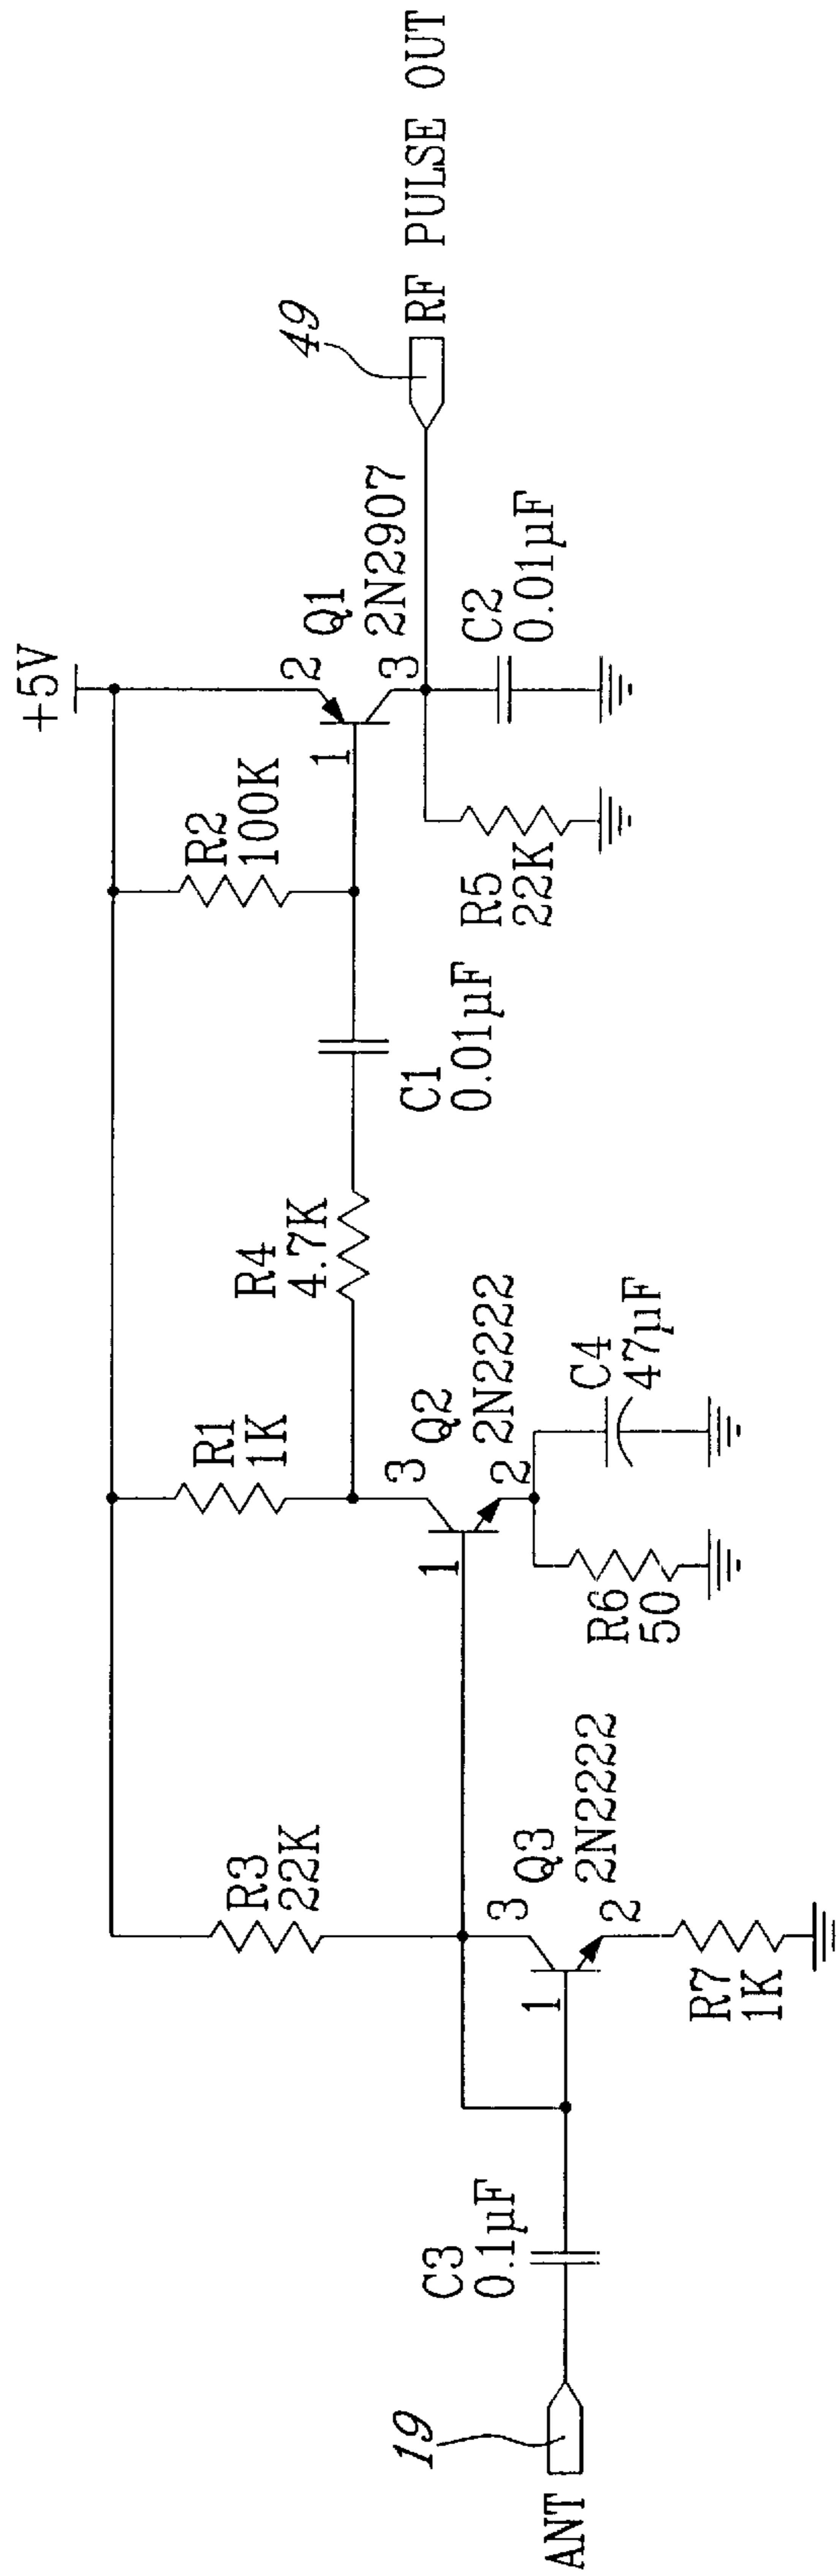 +5V
R3
22K
R1
1K
R2
100K
2
Q1
2N2907
1
3
49
RF PULSE OUT
R4
4.7K
C1
0.01µF
R5
22K
C2
0.01µF
3
Q2
2N2222
1
2
R6
50
C4
47µF
3
Q3
2N2222
1
2
R7
1K
C3
0.1µF
19
ANT